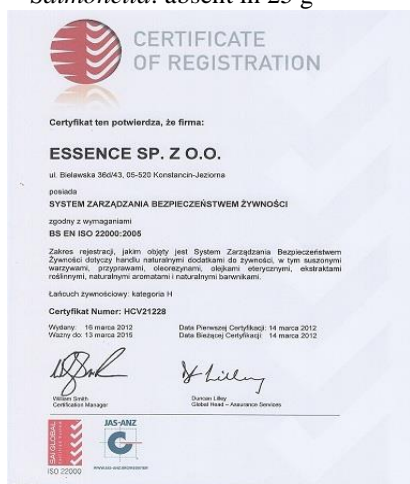 Salmonella: absent in 25 g
CERTIFICATE
OF REGISTRATION
Certyfikat ten potwierdza, że firma:
ESSENCE SP. Z O.O.
ul. Bielawska 36d/43, 05-520 Konstancin-Jeziorna
posiada
SYSTEM ZARZĄDZANIA BEZPIECZEŃSTWEM ŻYWNOŚCI
zgodny z wymaganiami
BS EN ISO 22000:2005
Zakres rejestracji, jakim objęty jest System Zarządzania Bezpieczeństwem
Żywności dotyczy handlu naturalnymi dodatkami do żywności, w tym suszonymi
warzywami, przyprawami, oleorezynami, olejkami eterycznymi, ekstraktami
roślinnymi, naturalnymi aromatami i naturalnymi barwnikami.
Łańcuch żywnościowy: kategoria H
Certyfikat Numer: HCV21228
Wydany: 16 marca 2012 Data Pierwszej Certyfikacji: 14 marca 2012
Ważny do: 13 marca 2015 Data Bieżącej Certyfikacji: 14 marca 2012
William Smith Duncan Lilley
Certification Manager Global Head – Assurance Services
SAI GLOBAL
JAS-ANZ
ISO 22000